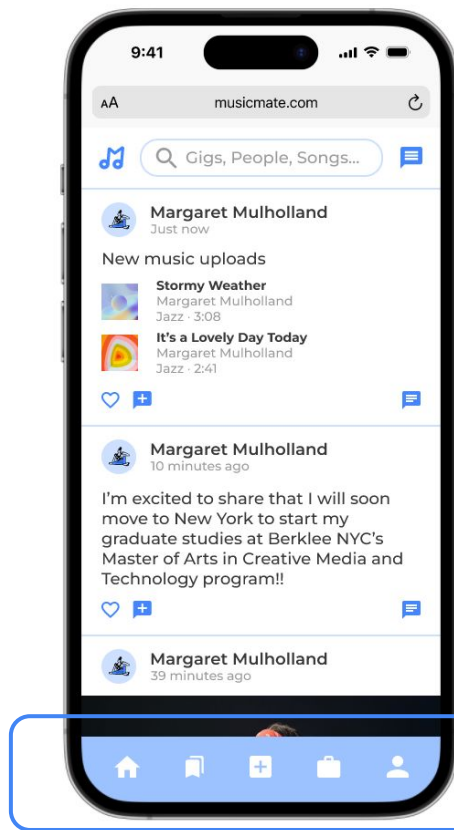 9:41
AA
musicmate.com
Gigs, People, Songs...
Margaret Mulholland
Just now
New music uploads
Stormy Weather
Margaret Mulholland
Jazz · 3:08
It's a Lovely Day Today
Margaret Mulholland
Jazz · 2:41
Margaret Mulholland
10 minutes ago
I'm excited to share that I will soon
move to New York to start my
graduate studies at Berklee NYC's
Master of Arts in Creative Media and
Technology program!!
Margaret Mulholland
39 minutes ago